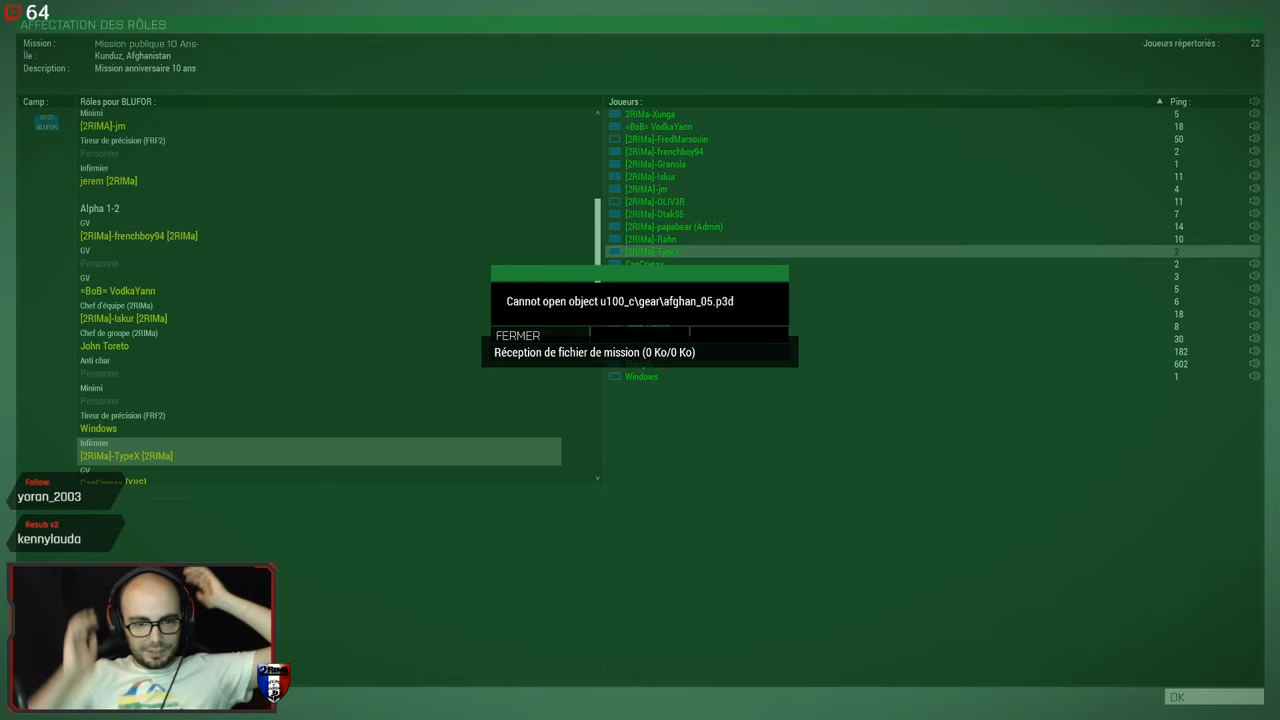 64
AFFECTATION DES RÔLES
Mission : Mission publique 10 Ans-
Île : Kunduz, Afghanistan
Description : Mission anniversaire 10 ans
Joueurs répertoriés : 22
Camp : Rôles pour BLUFOR :
BLUFOR
Minimi
[2RIMA]-jm
Tireur de précision (FRF2)
Personne
Infirmier
jerem [2RIMa]
Alpha 1-2
GV
[2RIMa]-frenchboy94 [2RIMa]
GV
Personne
GV
=BoB= VodkaYann
Chef d'équipe (2RIMa)
[2RIMa]-Iskur [2RIMa]
Chef de groupe (2RIMa)
John Toreto
Anti char
Personne
Minimi
Personne
Tireur de précision (FRF2)
Windows
Infirmier
[2RIMa]-TypeX [2RIMa]
GV
Joueurs : Ping :
2RIMa-Xunga 5
=BoB= VodkaYann 18
[2RIMa]-FredMarsouin 50
[2RIMa]-frenchboy94 2
[2RIMa]-Granola 1
[2RIMa]-Iskur 11
[2RIMA]-jm 4
[2RIMa]-OLIV3R 11
[2RIMa]-Otak95 7
[2RIMa]-papabear (Admin) 14
[2RIMa]-Rahn 10
[2RIMa]-TypeX 2
2
3
5
6
18
8
30
182
602
Windows 1
Cannot open object u100_c\gear\afghan_05.p3d
FERMER
Réception de fichier de mission (0 Ko/0 Ko)
Follow
yoran_2003
Resub x2
kennylauda
2RIMa
OK